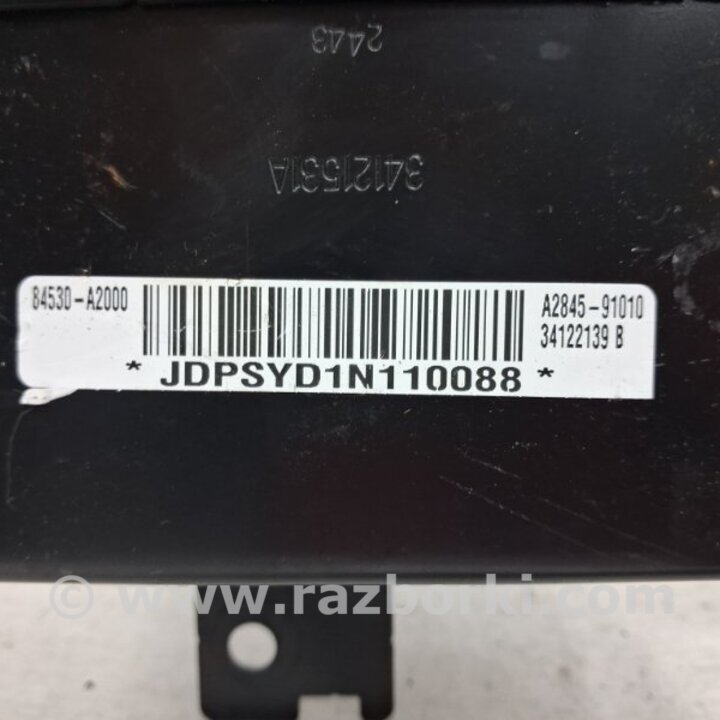 2443
34121531A
84530-A2000
A2845-91010
34122139 B
* JDPSYD1N110088 *
© www.razborki.com